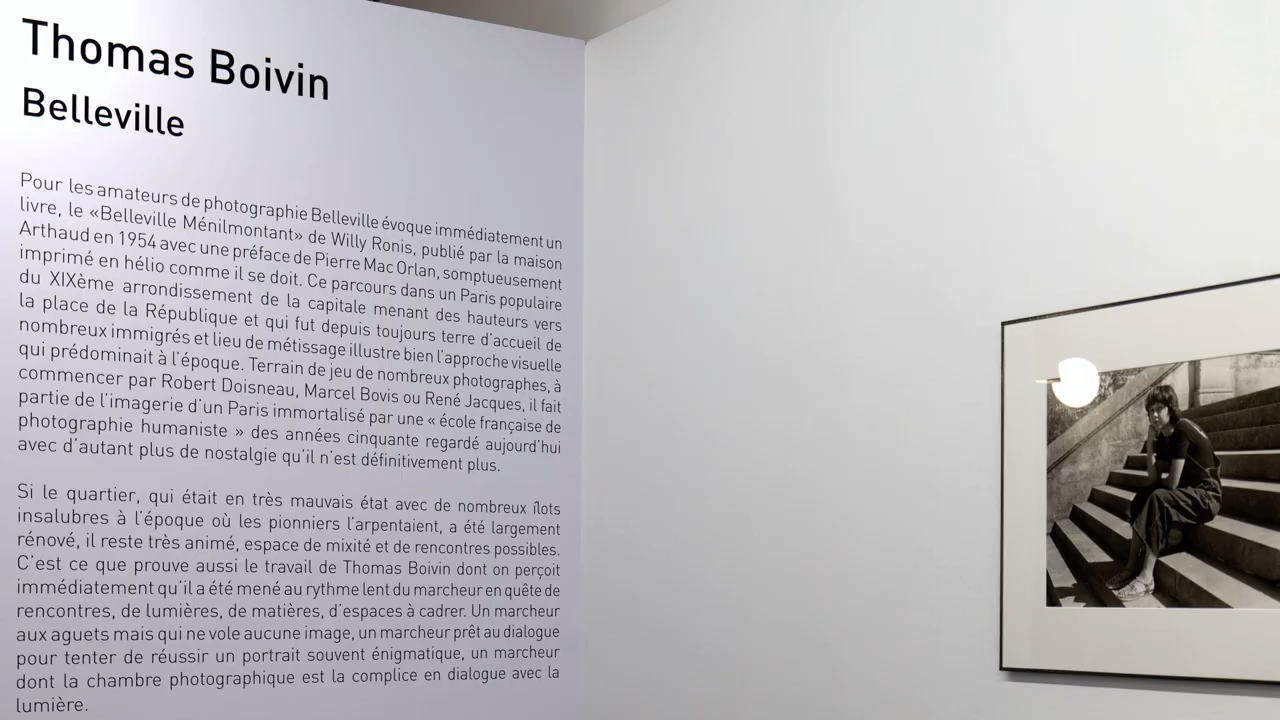 Thomas Boivin
Belleville
Pour les amateurs de photographie Belleville évoque immédiatement un
livre, le «Belleville Ménilmontant» de Willy Ronis, publié par la maison
Arthaud en 1954 avec une préface de Pierre Mac Orlan, somptueusement
imprimé en hélio comme il se doit. Ce parcours dans un Paris populaire
du XIXème arrondissement de la capitale menant des hauteurs vers
la place de la République et qui fut depuis toujours terre d'accueil de
nombreux immigrés et lieu de métissage illustre bien l'approche visuelle
qui prédominait à l'époque. Terrain de jeu de nombreux photographes, à
commencer par Robert Doisneau, Marcel Bovis ou René Jacques, il fait
partie de l'imagerie d'un Paris immortalisé par une « école française de
photographie humaniste » des années cinquante regardé aujourd'hui
avec d'autant plus de nostalgie qu'il n'est définitivement plus.
Si le quartier, qui était en très mauvais état avec de nombreux îlots
insalubres à l'époque où les pionniers l'arpentaient, a été largement
rénové, il reste très animé, espace de mixité et de rencontres possibles.
C'est ce que prouve aussi le travail de Thomas Boivin dont on perçoit
immédiatement qu'il a été mené au rythme lent du marcheur en quête de
rencontres, de lumières, de matières, d'espaces à cadrer. Un marcheur
aux aguets mais qui ne vole aucune image, un marcheur prêt au dialogue
pour tenter de réussir un portrait souvent énigmatique, un marcheur
dont la chambre photographique est la complice en dialogue avec la
lumière.